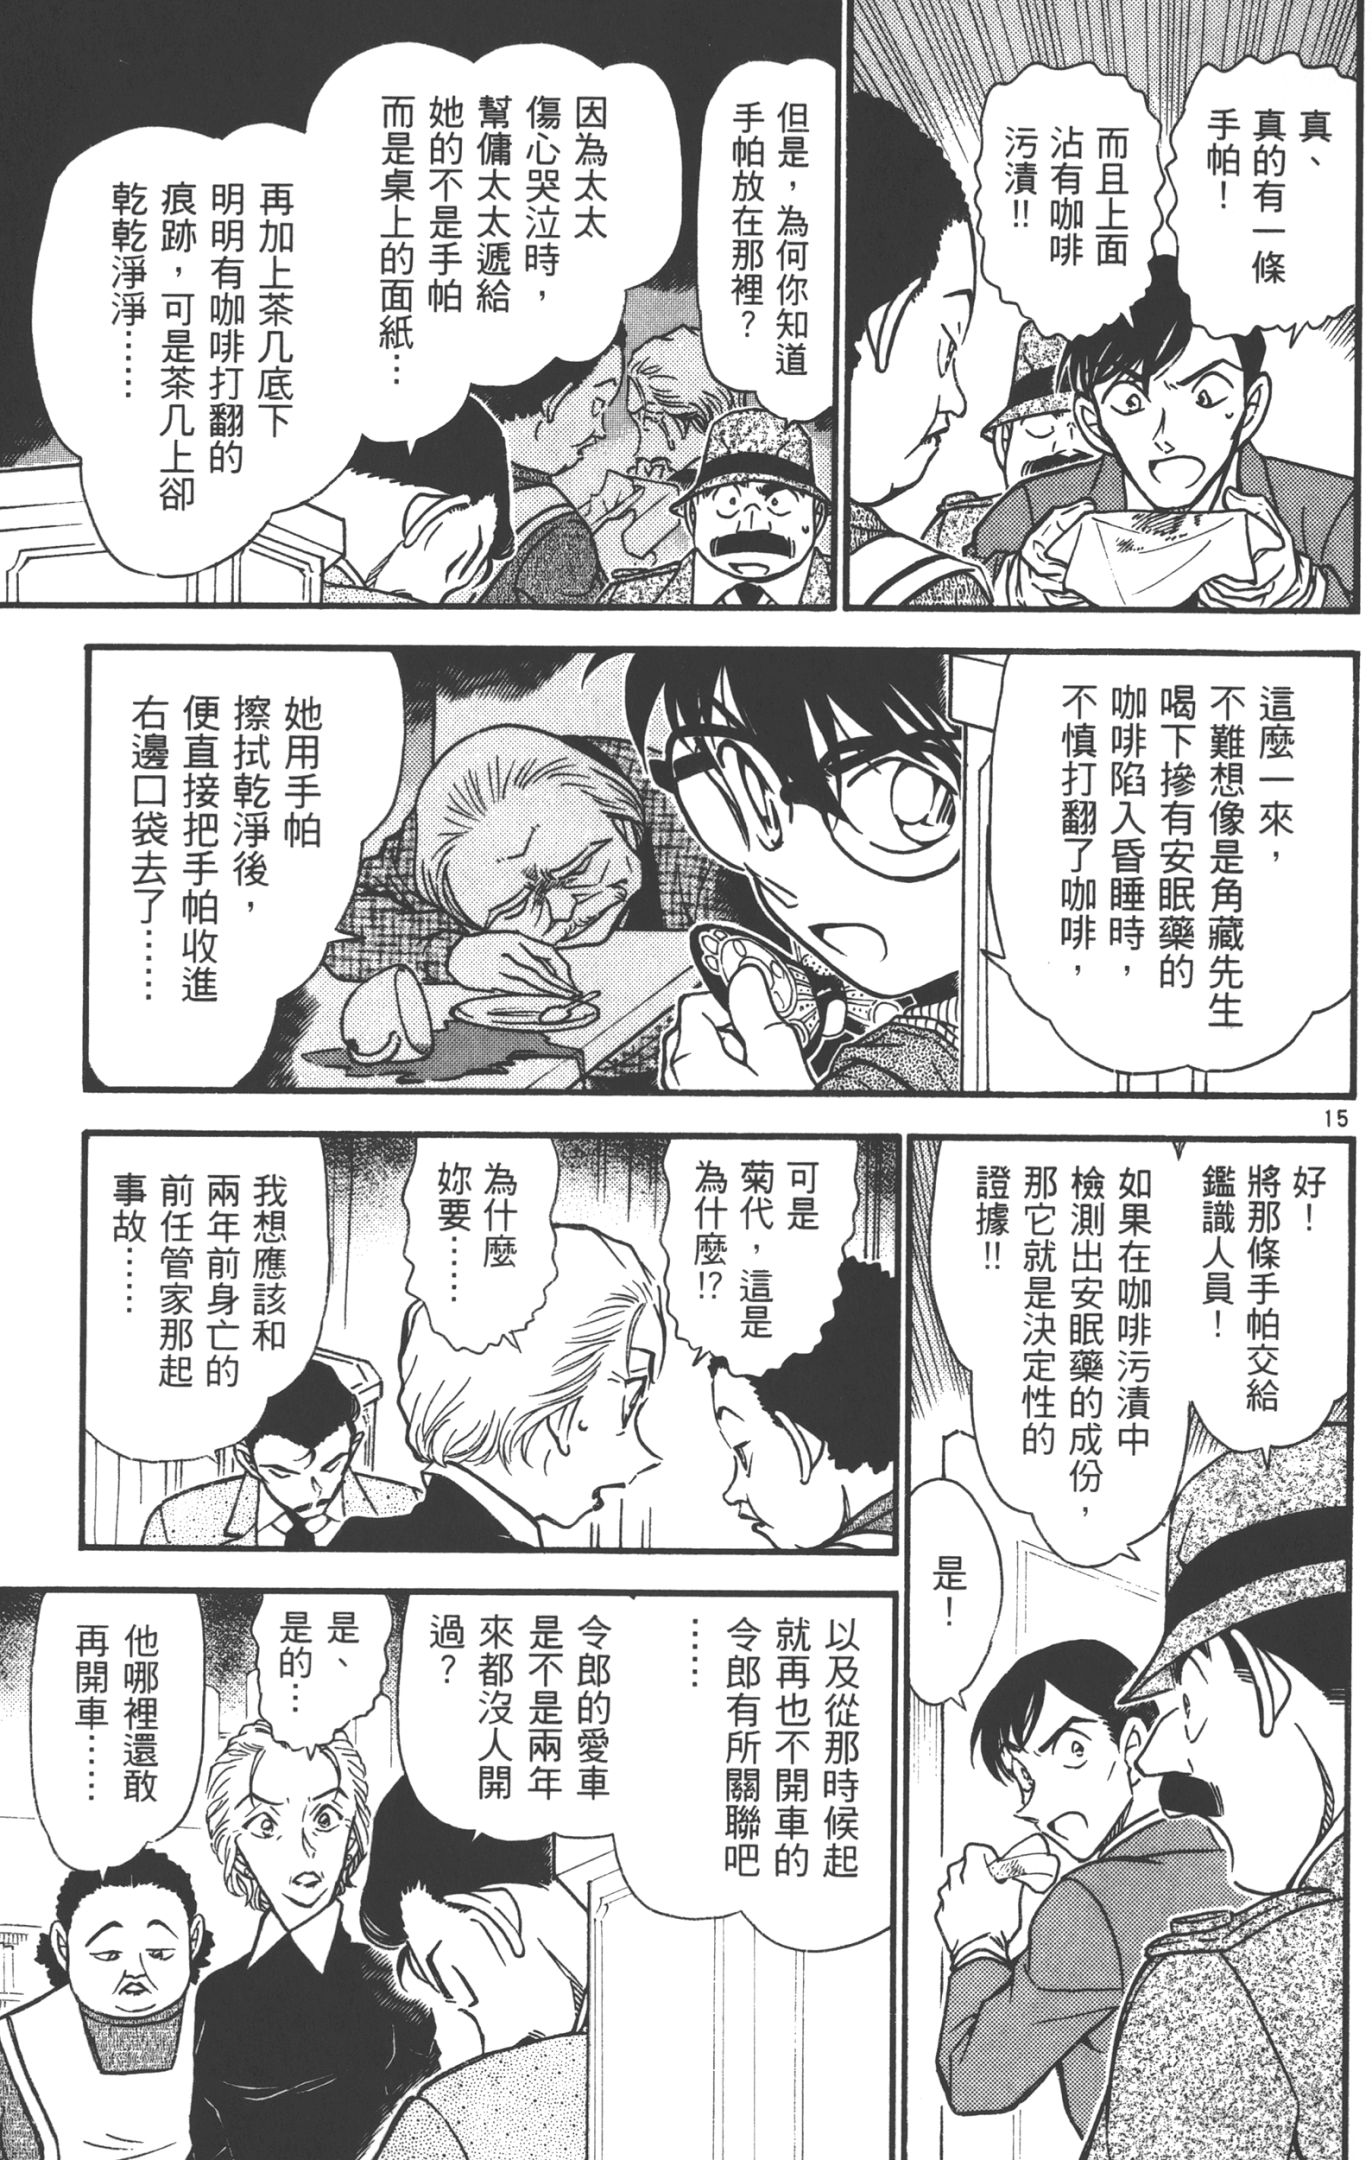 真、
真的有一條
手帕！
而且上面
沾有咖啡
污漬!!
但是，為何你知道
手帕放在那裡？
因為太太
傷心哭泣時，
幫傭太太遞給
她的不是手帕
而是桌上的面紙…
再加上茶几底下
明明有咖啡打翻的
痕跡，可是茶几上卻
乾乾淨淨……
這麼一來，
不難想像是角藏先生
喝下摻有安眠藥的
咖啡陷入昏睡時，
不慎打翻了咖啡，
她用手帕
擦拭乾淨後，
便直接把手帕收進
右邊口袋去了……
15
好！
將那條手帕交給
鑑識人員！
如果在咖啡污漬中
檢測出安眠藥的成份，
那它就是決定性的
證據!!
是！
可是
菊代，這是
為什麼!?
為什麼
妳要……
我想應該和
兩年前身亡的
前任管家那起
事故……
以及從那時候起
就再也不開車的
令郎有所關聯吧
……
令郎的愛車
是不是兩年
來都沒人開
過？
是、
是的…
他哪裡還敢
再開車……